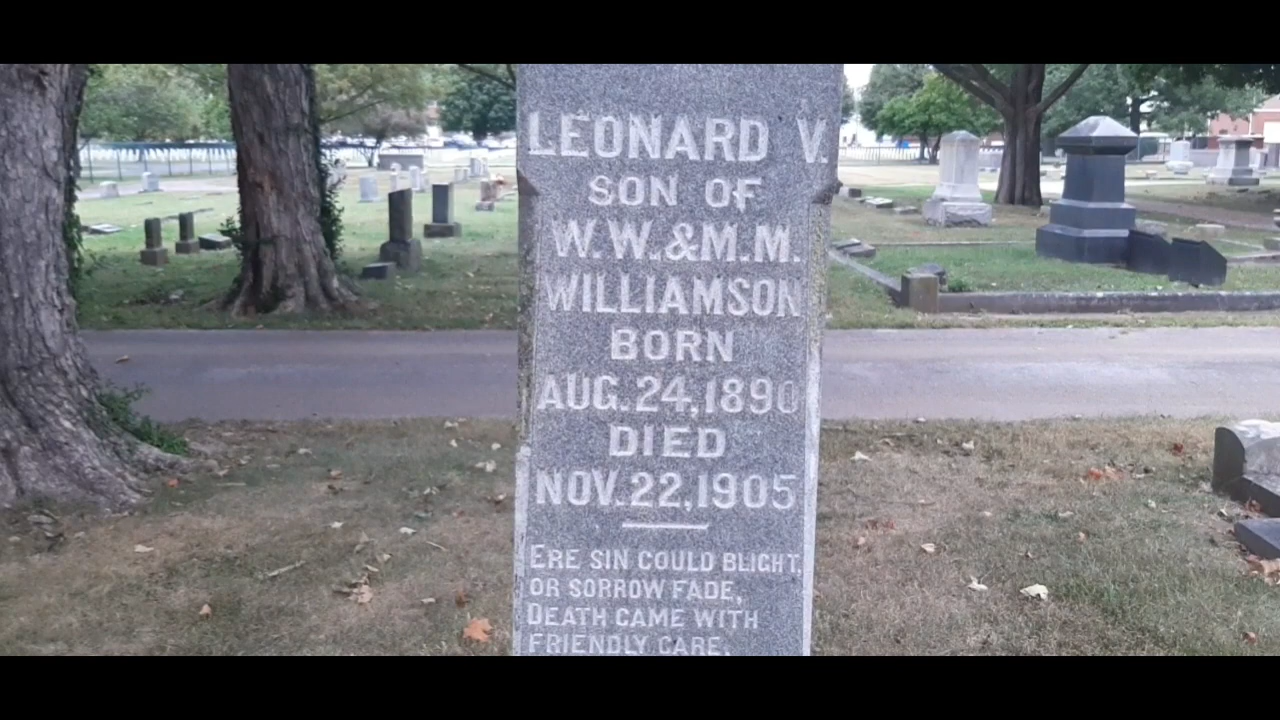 LEONARD V.
SON OF
W.W.&M.M.
WILLIAMSON
BORN
AUG.24,1890
DIED
NOV.22,1905
ERE SIN COULD BLIGHT,
OR SORROW FADE,
DEATH CAME WITH
FRIENDLY CARE,